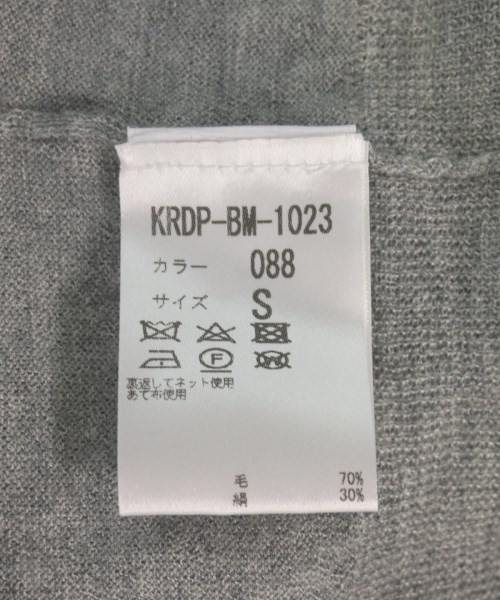 KRDP-BM-1023
カラー 088
サイズ S
F W
裏返してネット使用
あて布使用
毛 70%
絹 30%